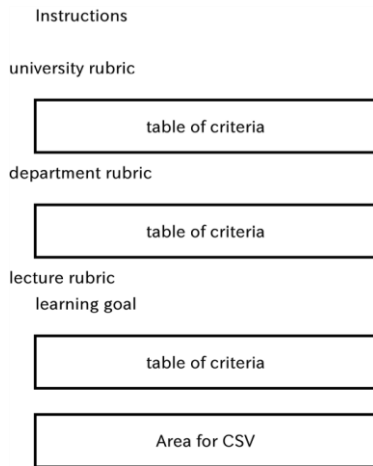 Instructions
university rubric
table of criteria
department rubric
table of criteria
lecture rubric
learning goal
table of criteria
Area for CSV